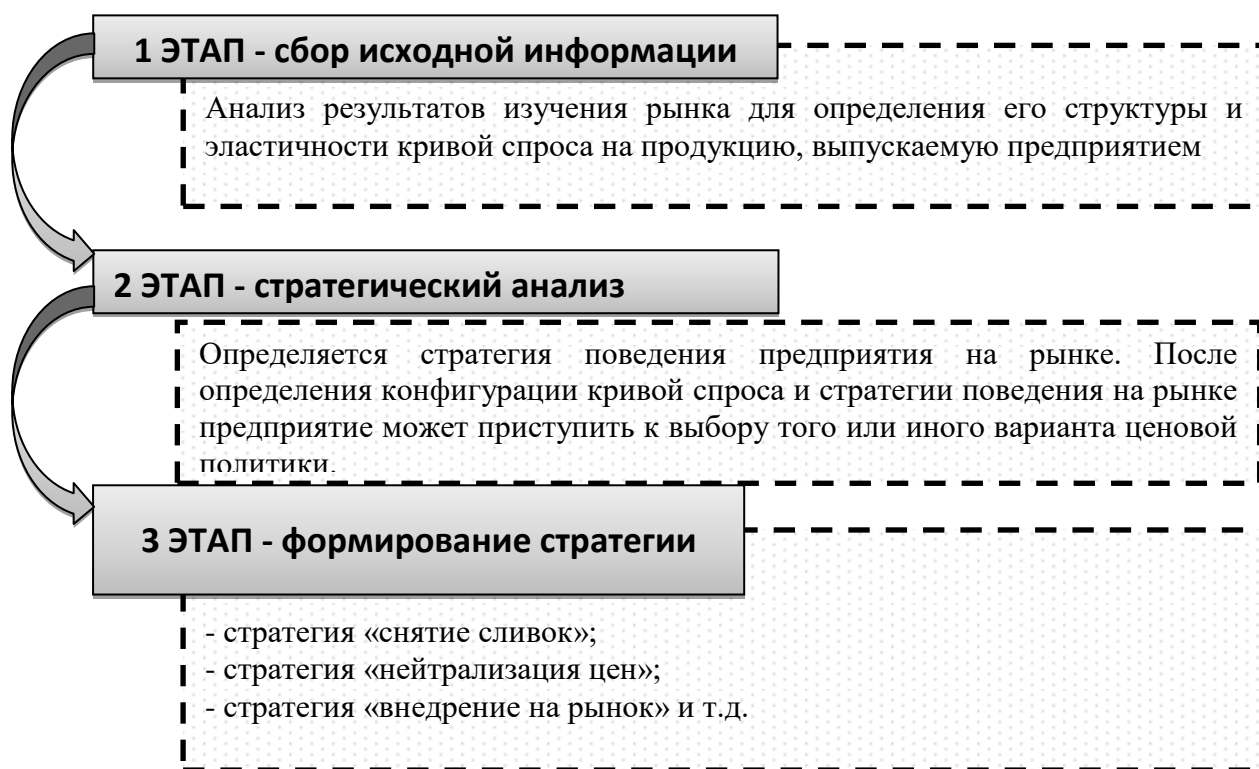 1 ЭТАП - сбор исходной информации
Анализ результатов изучения рынка для определения его структуры и
эластичности кривой спроса на продукцию, выпускаемую предприятием
2 ЭТАП - стратегический анализ
Определяется стратегия поведения предприятия на рынке. После
определения конфигурации кривой спроса и стратегии поведения на рынке
предприятие может приступить к выбору того или иного варианта ценовой
политики.
3 ЭТАП - формирование стратегии
- стратегия «снятие сливок»;
- стратегия «нейтрализация цен»;
- стратегия «внедрение на рынок» и т.д.